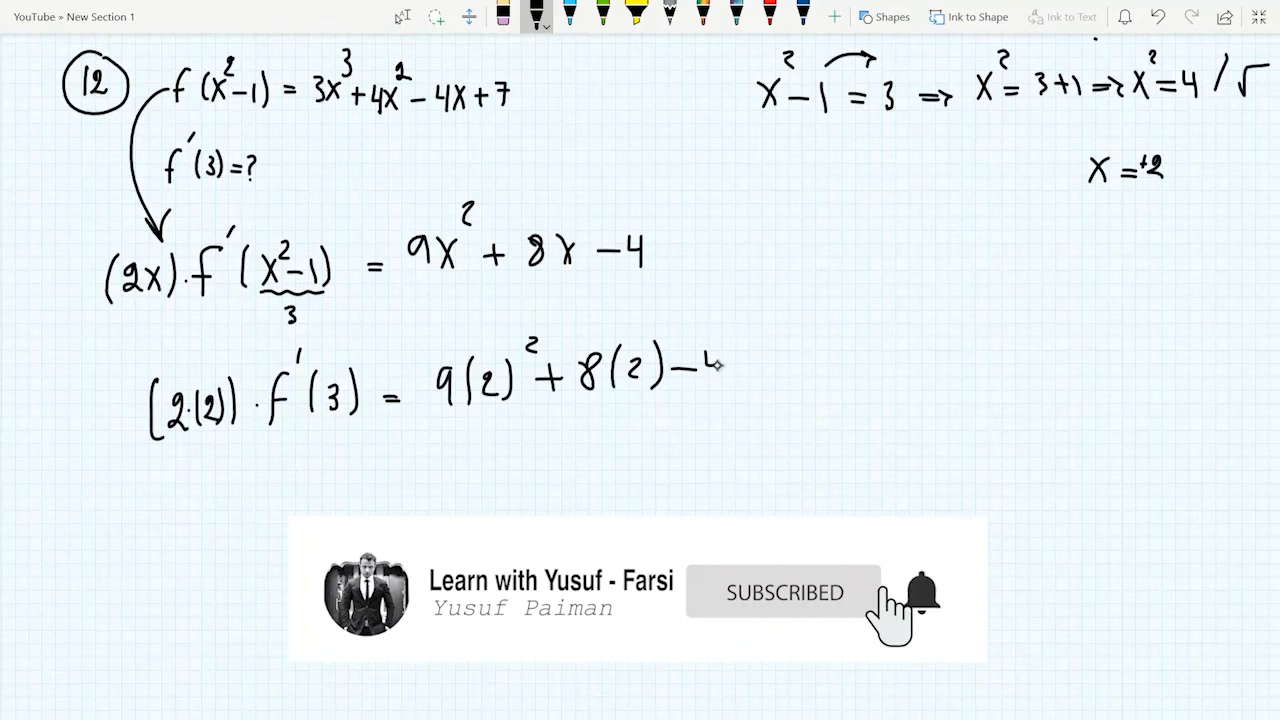 YouTube » New Section 1
Shapes
Ink to Shape
Ink to Text
12
f(x²-1) = 3x³+4x²-4x+7
x²-1=3 => x²=3+1 => x²=4 /√
f'(3)=?
x=+2
(2x)·f'(x²-1) = 9x²+8x-4
3
(2·(2))·f'(3) = 9(2)²+8(2)-4
Learn with Yusuf - Farsi
Yusuf Paiman
SUBSCRIBED